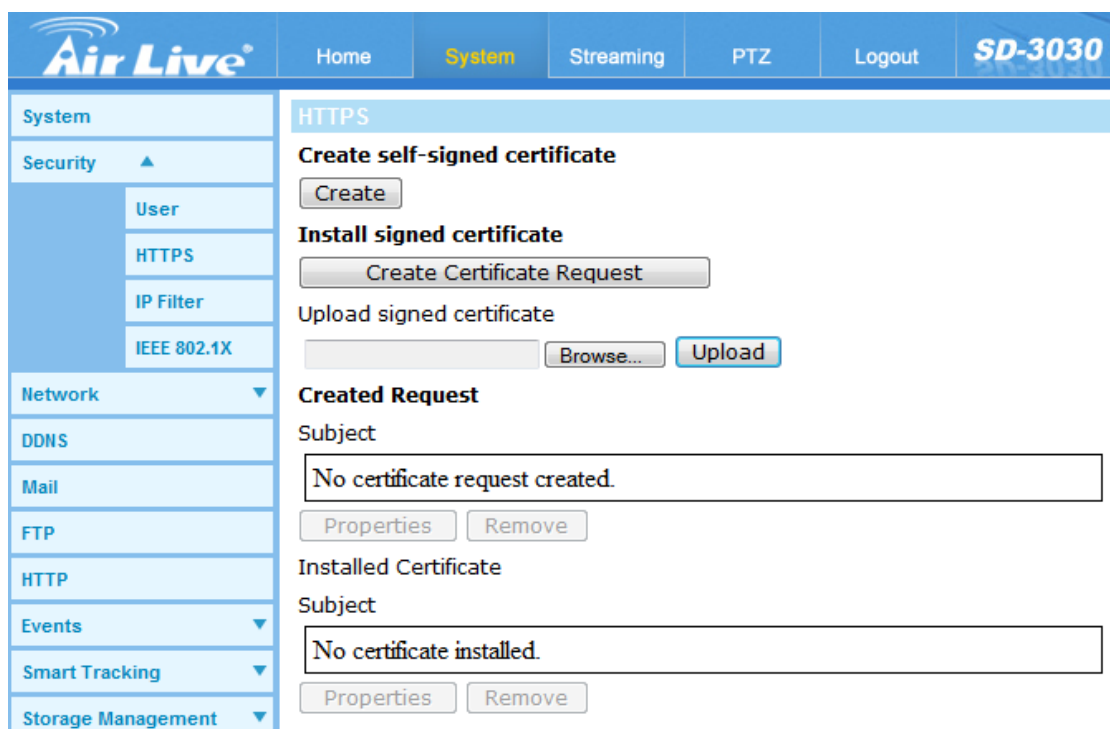 Air Live®
Home System Streaming PTZ Logout SD-3030
System
Security
User
HTTPS
IP Filter
IEEE 802.1X
Network
DDNS
Mail
FTP
HTTP
Events
Smart Tracking
Storage Management
HTTPS
Create self-signed certificate
Create
Install signed certificate
Create Certificate Request
Upload signed certificate
Browse... Upload
Created Request
Subject
No certificate request created.
Properties Remove
Installed Certificate
Subject
No certificate installed.
Properties Remove